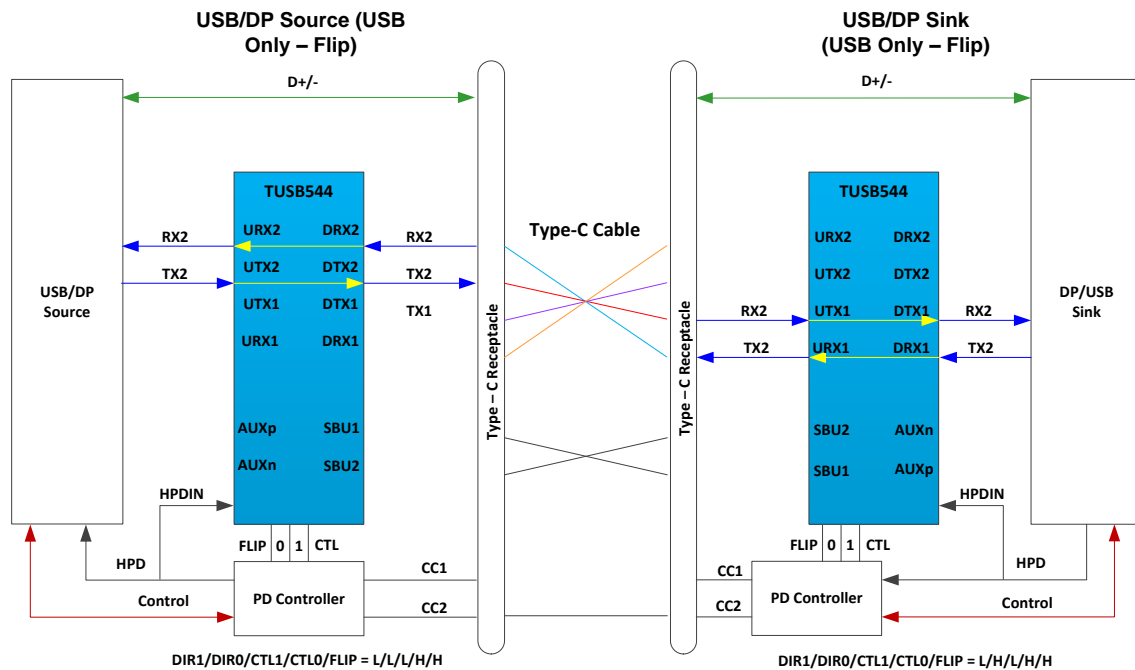 USB/DP Source (USB
Only – Flip)
USB/DP Sink
(USB Only – Flip)
D+/-
D+/-
TUSB544
TUSB544
URX2
DRX2
RX2
TX2
UTX2
DTX2
TX2
UTX1
DTX1
TX1
URX1
DRX1
RX2
AUXp
SBU1
AUXn
SBU2
USB/DP
Source
Type – C Receptacle
Type-C Cable
Type – C Receptacle
URX2
DRX2
UTX2
DTX2
RX2
UTX1
DTX1
RX2
TX2
URX1
DRX1
TX2
SBU2
AUXn
SBU1
AUXp
DP/USB
Sink
HPDIN
HPDIN
FLIP
0
1
CTL
FLIP
0
1
CTL
HPD
HPD
Control
Control
PD Controller
PD Controller
CC1
CC1
CC2
CC2
DIR1/DIR0/CTL1/CTL0/FLIP = L/L/L/H/H
DIR1/DIR0/CTL1/CTL0/FLIP = L/H/L/H/H